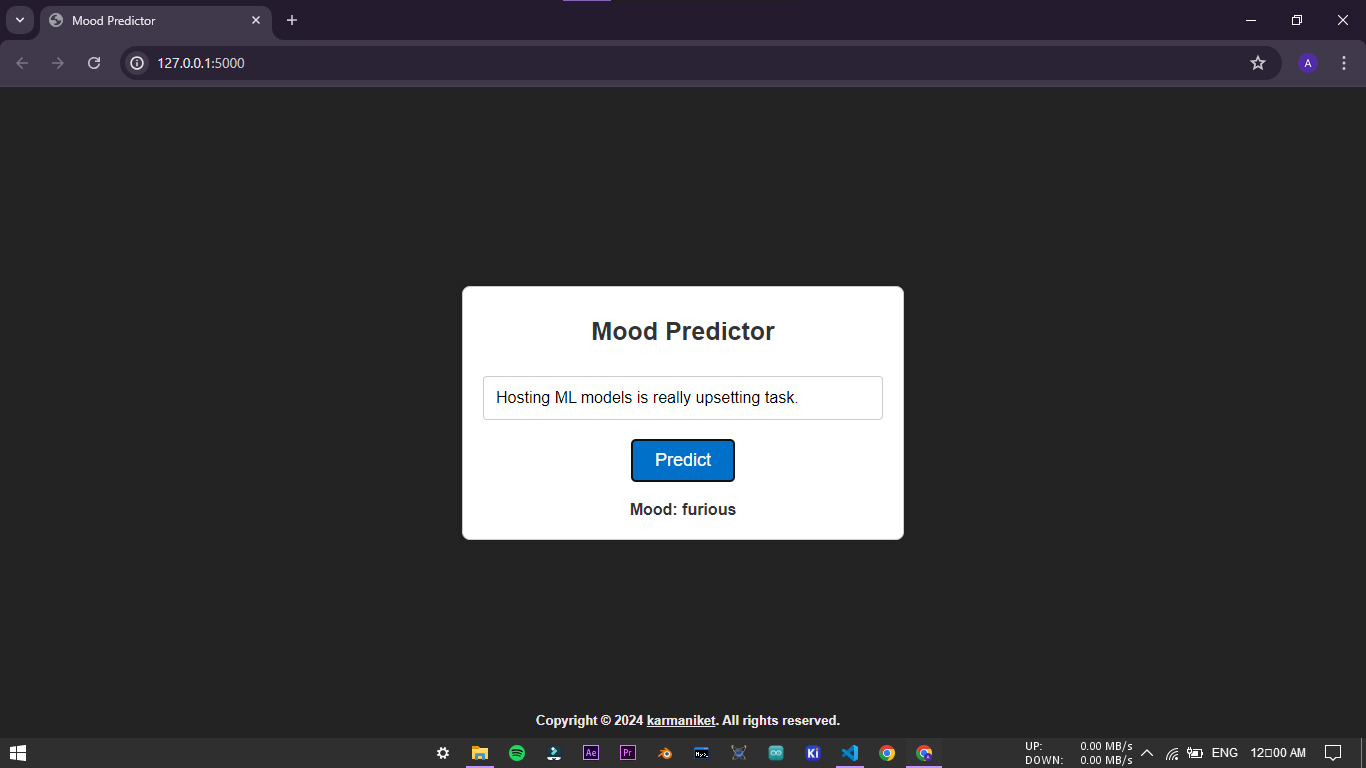 Mood Predictor
127.0.0.1:5000
A
Mood Predictor
Hosting ML models is really upsetting task.
Predict
Mood: furious
Copyright © 2024 karmaniket. All rights reserved.
Ae
Pr
Ki
UP: 0.00 MB/s
DOWN: 0.00 MB/s
ENG
12▯00 AM